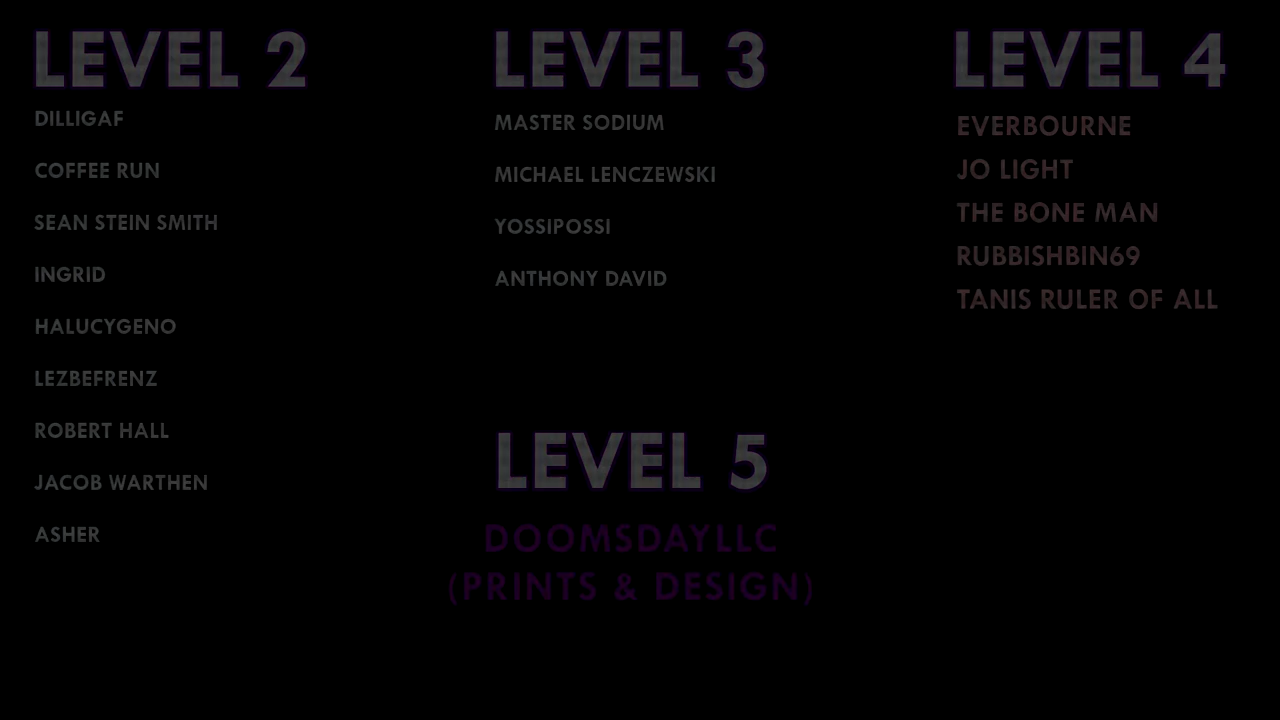 LEVEL 2
DILLIGAF
COFFEE RUN
SEAN STEIN SMITH
INGRID
HALUCYGENO
LEZBEFRENZ
ROBERT HALL
JACOB WARTHEN
ASHER
LEVEL 3
MASTER SODIUM
MICHAEL LENCZEWSKI
YOSSIPOSSI
ANTHONY DAVID
LEVEL 4
EVERBOURNE
JO LIGHT
THE BONE MAN
RUBBISHBIN69
TANIS RULER OF ALL
LEVEL 5
DOOMSDAYLLC
(PRINTS & DESIGN)